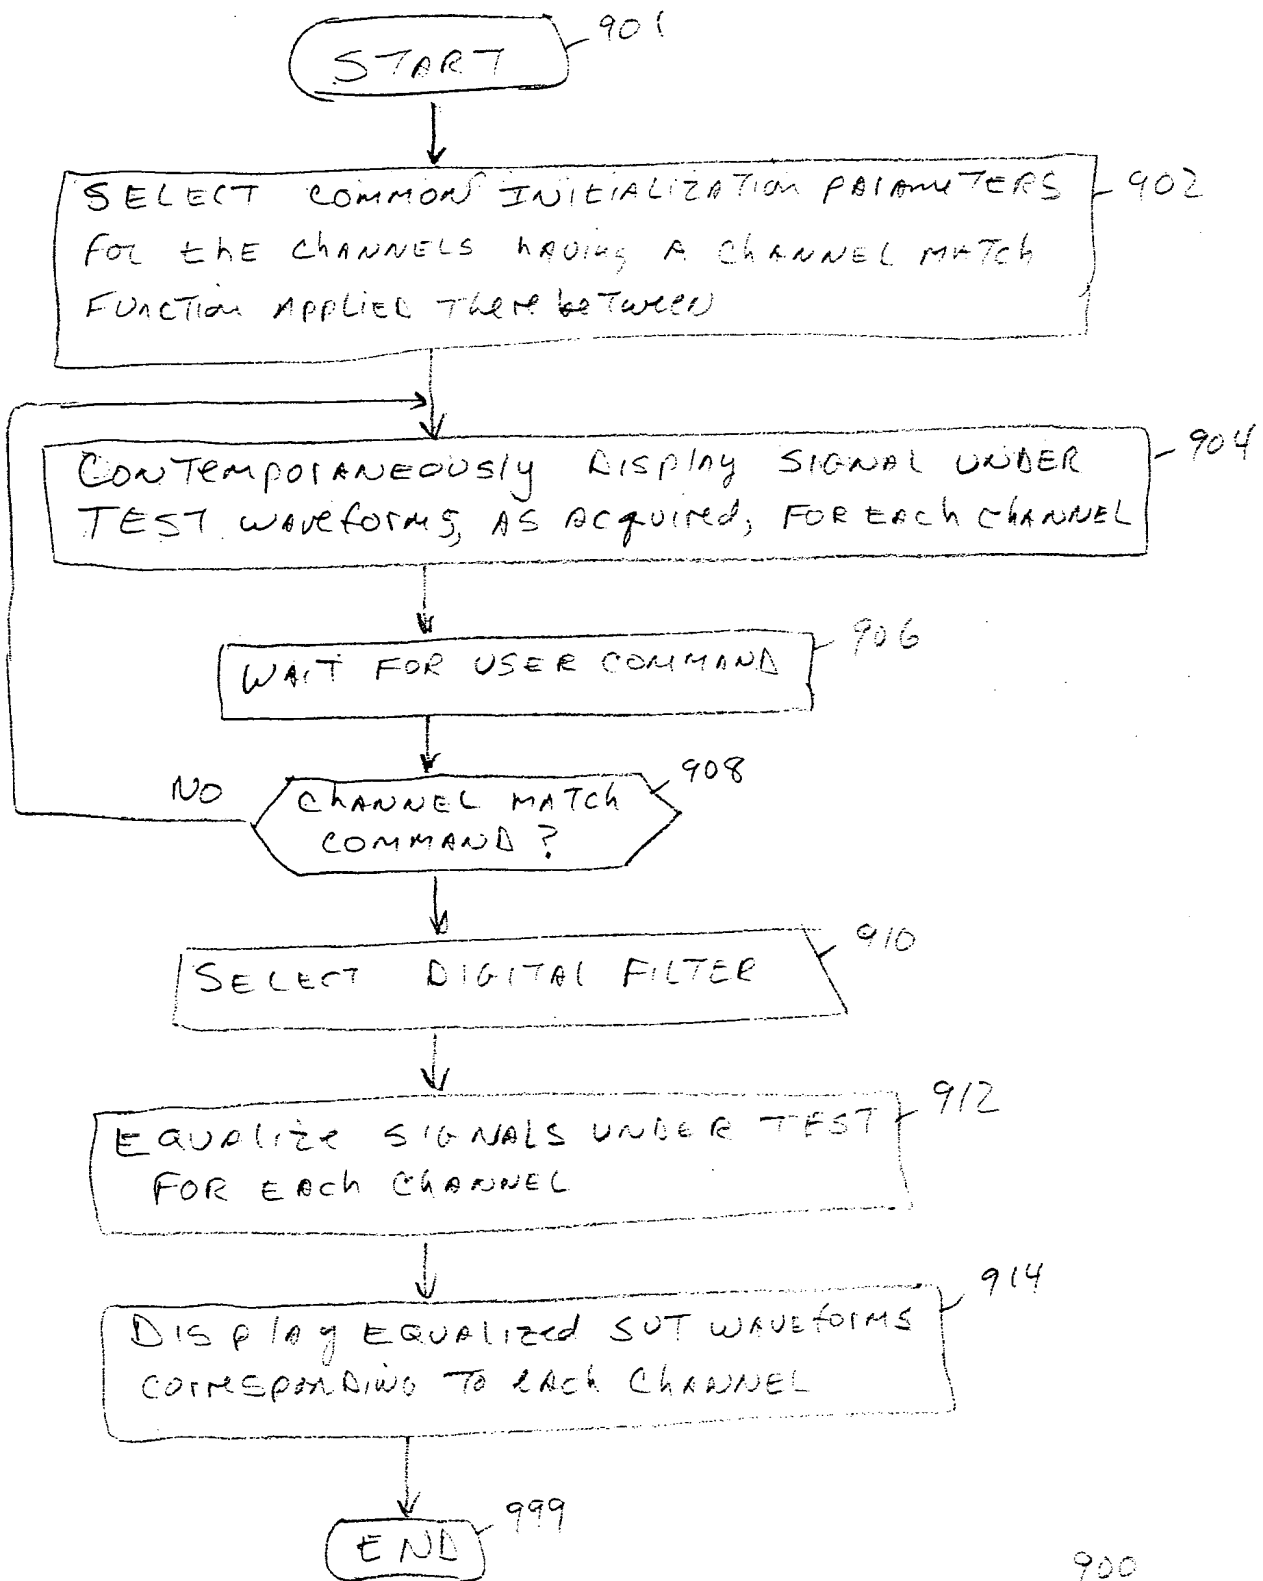 START
901
SELECT COMMON INITIALIZATION PARAMETERS
902
FOR thE ChANNELS hAVING A ChANNEL MATCh
FUNCTION APPLIED There beTween
CONTemporANEOUSly DISplAy SIGNAL UNDER
904
TEST waveforms, AS ACquired, FOR EACh ChANNEL
WAIT FOR USER COMMAND
906
NO
ChANNEL MATCh
908
COMMAND?
SELECT DIGITAL FILTER
910
EQUAlize SIGNALS UNDER TEST
912
FOR EACh ChANNEL
DISplAy EQUAlized SUT WAVEforMS
914
CorresponDING TO eACh ChANNEL
END
999
900